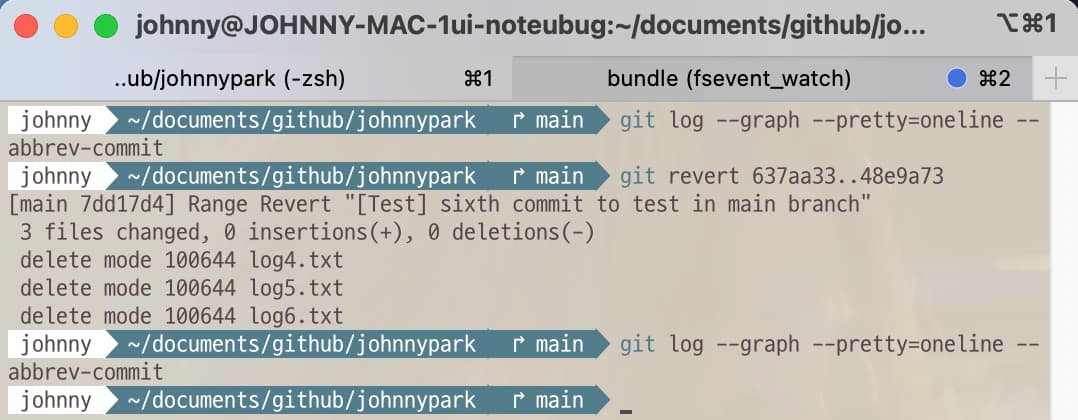 johnny@JOHNNY-MAC-1ui-noteubug:~/documents/github/jo... ⌥⌘1
..ub/johnnypark (-zsh) ⌘1 bundle (fsevent_watch) ⌘2 +
johnny ~/documents/github/johnnypark ↱ main git log --graph --pretty=oneline --
abbrev-commit
johnny ~/documents/github/johnnypark ↱ main git revert 637aa33..48e9a73
[main 7dd17d4] Range Revert "[Test] sixth commit to test in main branch"
3 files changed, 0 insertions(+), 0 deletions(-)
delete mode 100644 log4.txt
delete mode 100644 log5.txt
delete mode 100644 log6.txt
johnny ~/documents/github/johnnypark ↱ main git log --graph --pretty=oneline --
abbrev-commit
johnny ~/documents/github/johnnypark ↱ main _